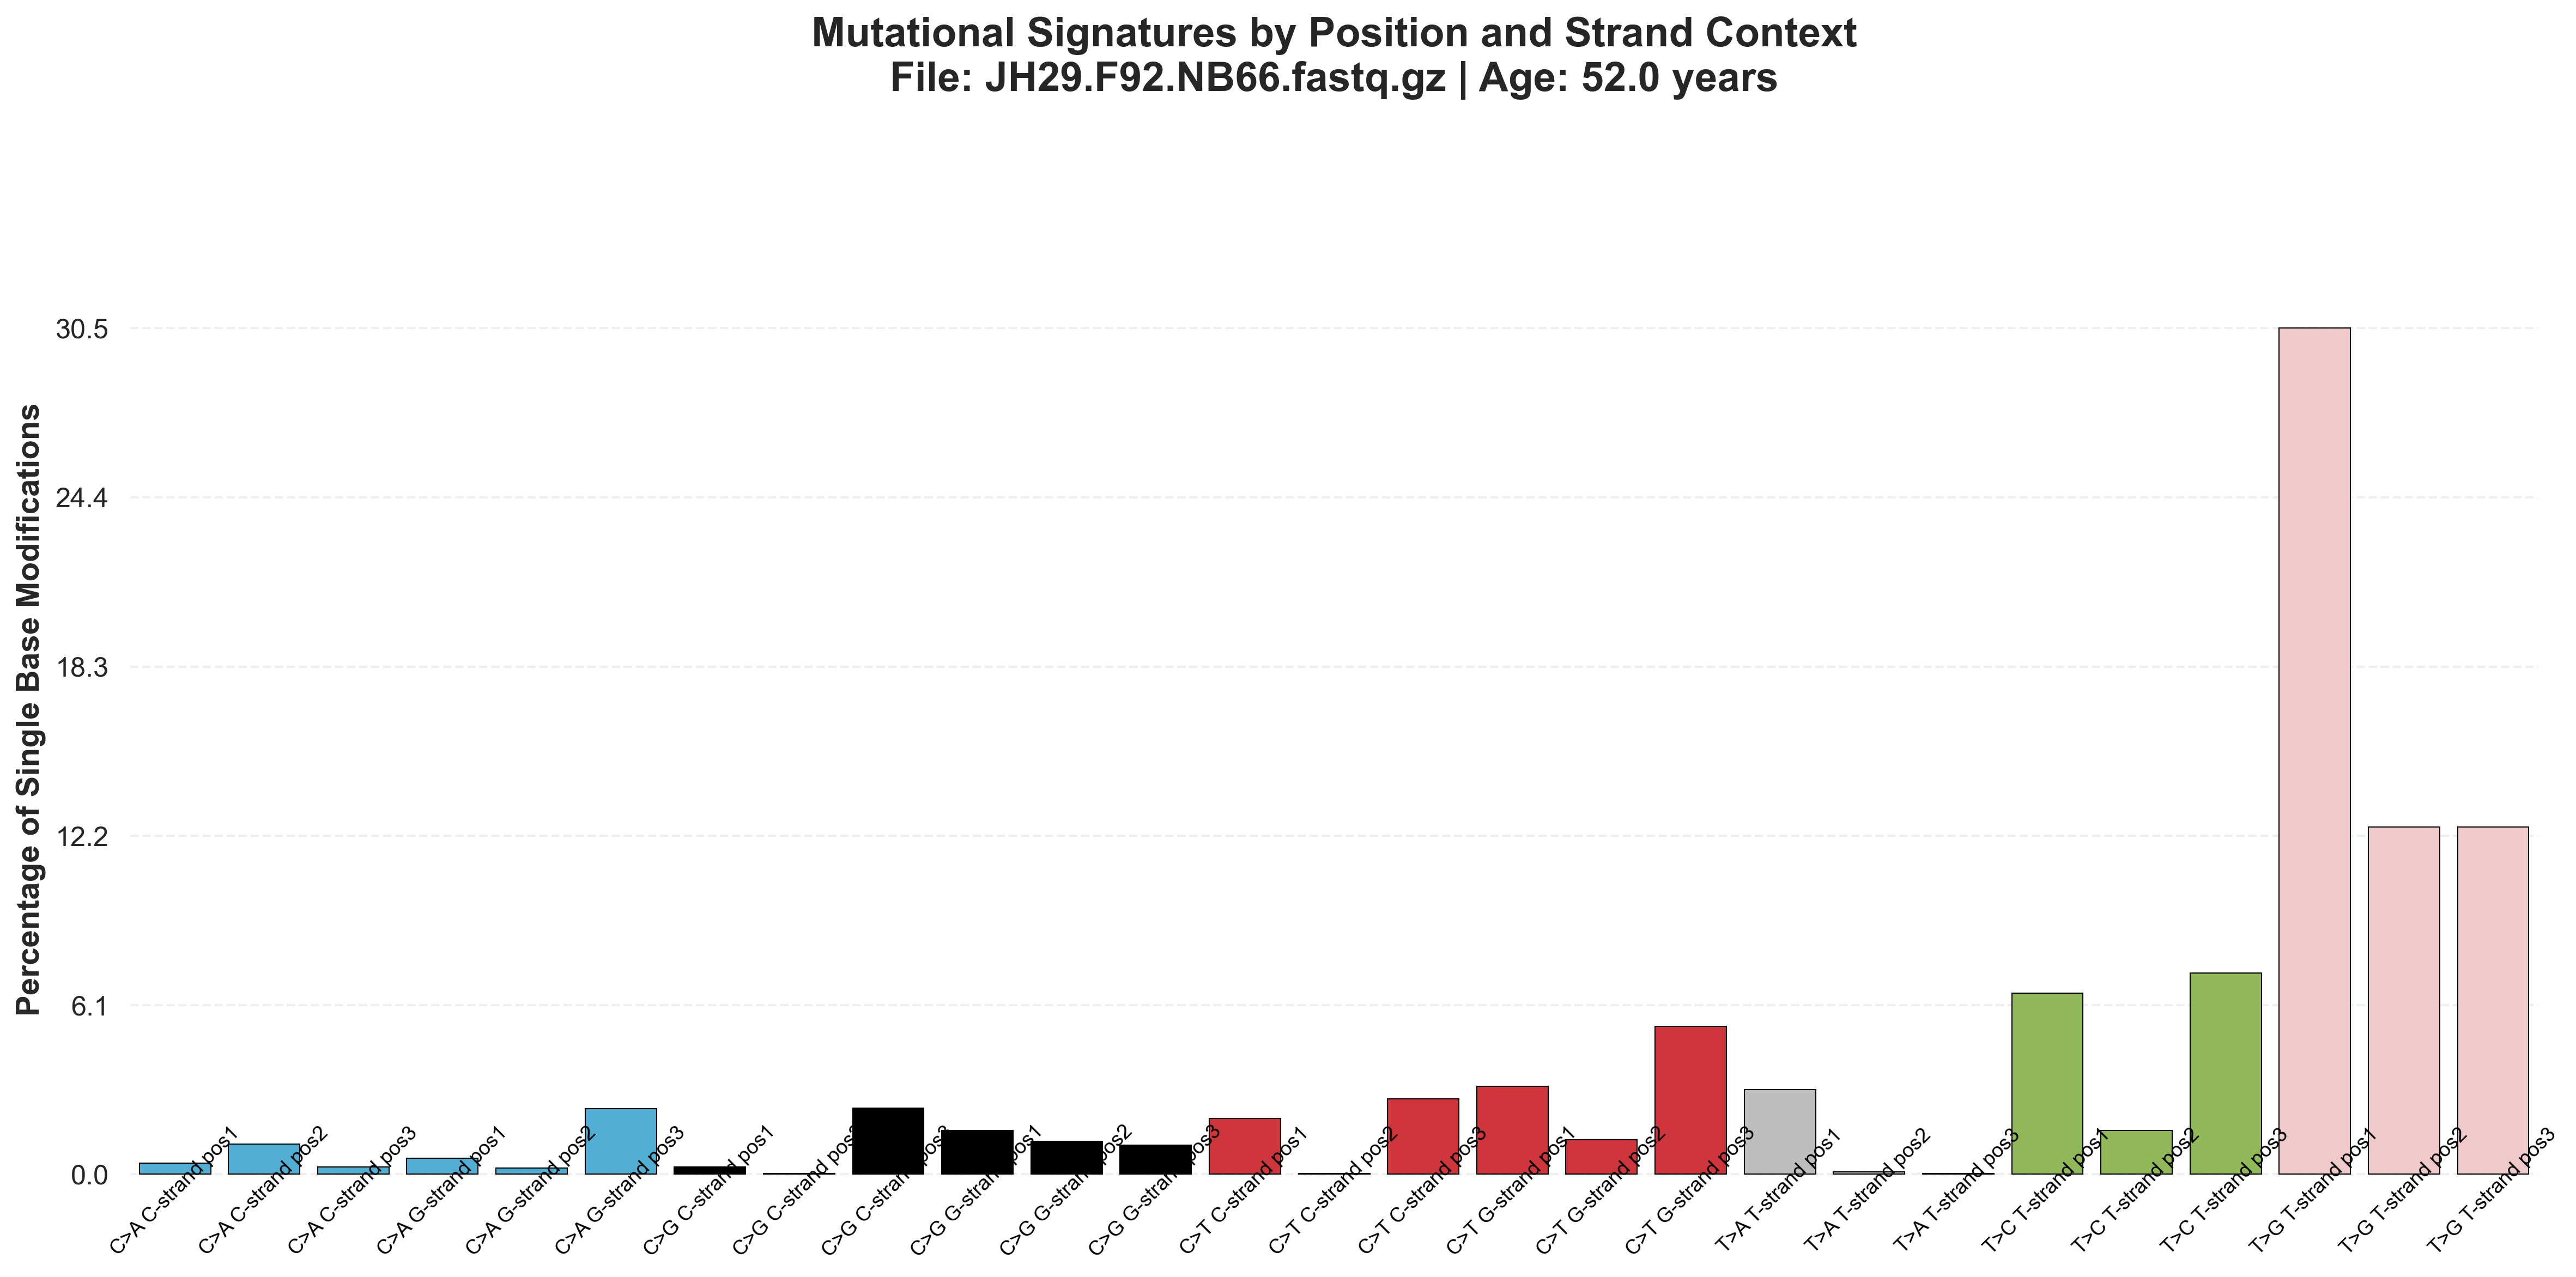 Mutational Signatures by Position and Strand Context
File: JH29.F92.NB66.fastq.gz | Age: 52.0 years
Percentage of Single Base Modifications
30.5
24.4
18.3
12.2
6.1
0.0
C>A C-strand pos1
C>A C-strand pos2
C>A C-strand pos3
C>A G-strand pos1
C>A G-strand pos2
C>A G-strand pos3
C>G C-strand pos1
C>G C-strand pos2
C>G C-strand pos3
C>G G-strand pos1
C>G G-strand pos2
C>G G-strand pos3
C>T C-strand pos1
C>T C-strand pos2
C>T C-strand pos3
C>T G-strand pos1
C>T G-strand pos2
C>T G-strand pos3
T>A T-strand pos1
T>A T-strand pos2
T>A T-strand pos3
T>C T-strand pos1
T>C T-strand pos2
T>C T-strand pos3
T>G T-strand pos1
T>G T-strand pos2
T>G T-strand pos3